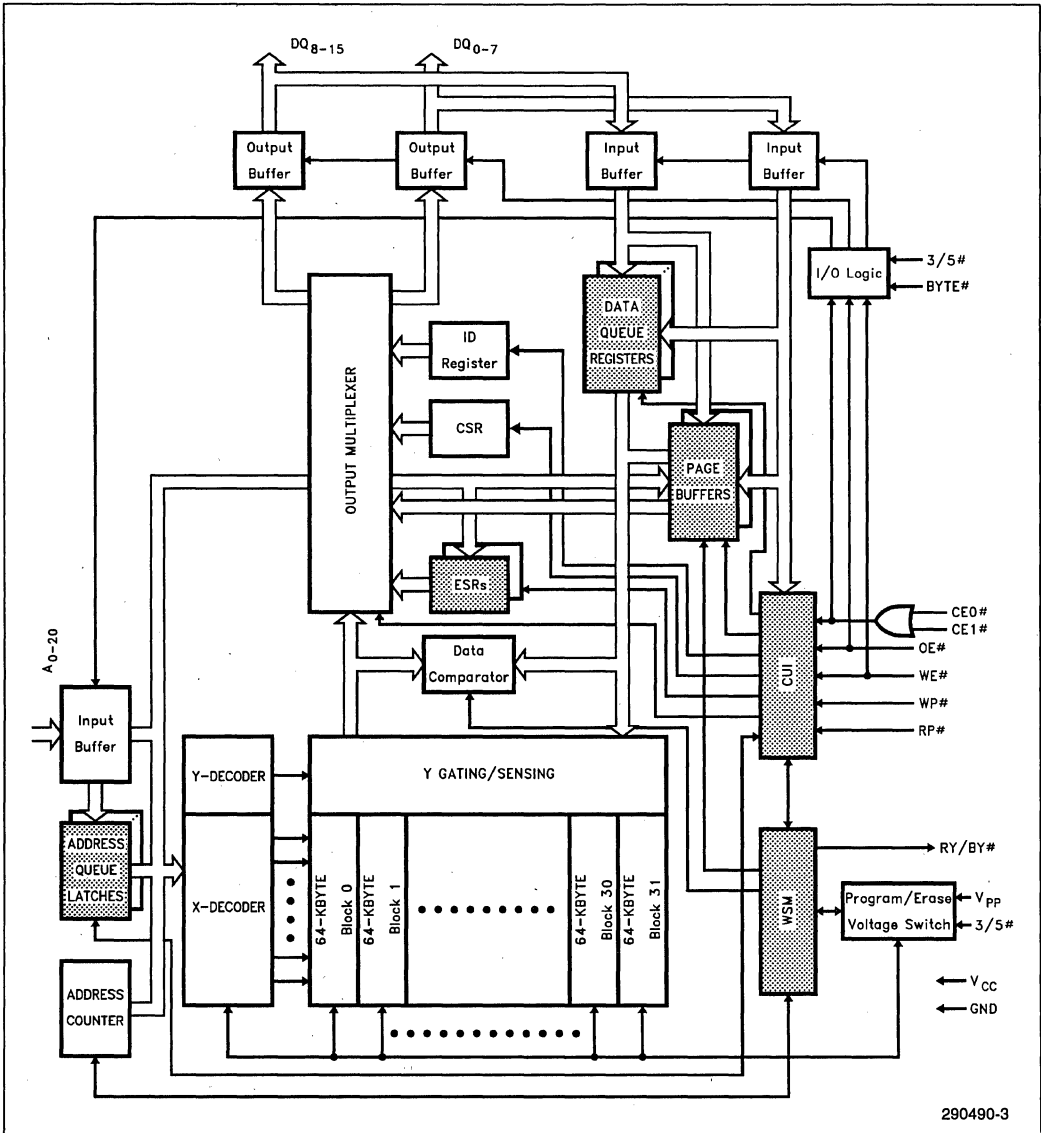 DQ8-15
DQ0-7
Output
Buffer
Output
Buffer
Input
Buffer
Input
Buffer
I/O Logic
3/5#
BYTE#
DATA
QUEUE
REGISTERS
OUTPUT MULTIPLEXER
ID
Register
CSR
PAGE
BUFFERS
ESRs
CE0#
CE1#
OE#
WE#
WP#
RP#
CUI
A0-20
Data
Comparator
Input
Buffer
Y-DECODER
Y GATING/SENSING
ADDRESS
QUEUE
LATCHES
X-DECODER
64-KBYTE
Block 0
64-KBYTE
Block 1
64-KBYTE
Block 30
64-KBYTE
Block 31
WSM
RY/BY#
Program/Erase
Voltage Switch
VPP
3/5#
ADDRESS
COUNTER
VCC
GND
290490-3